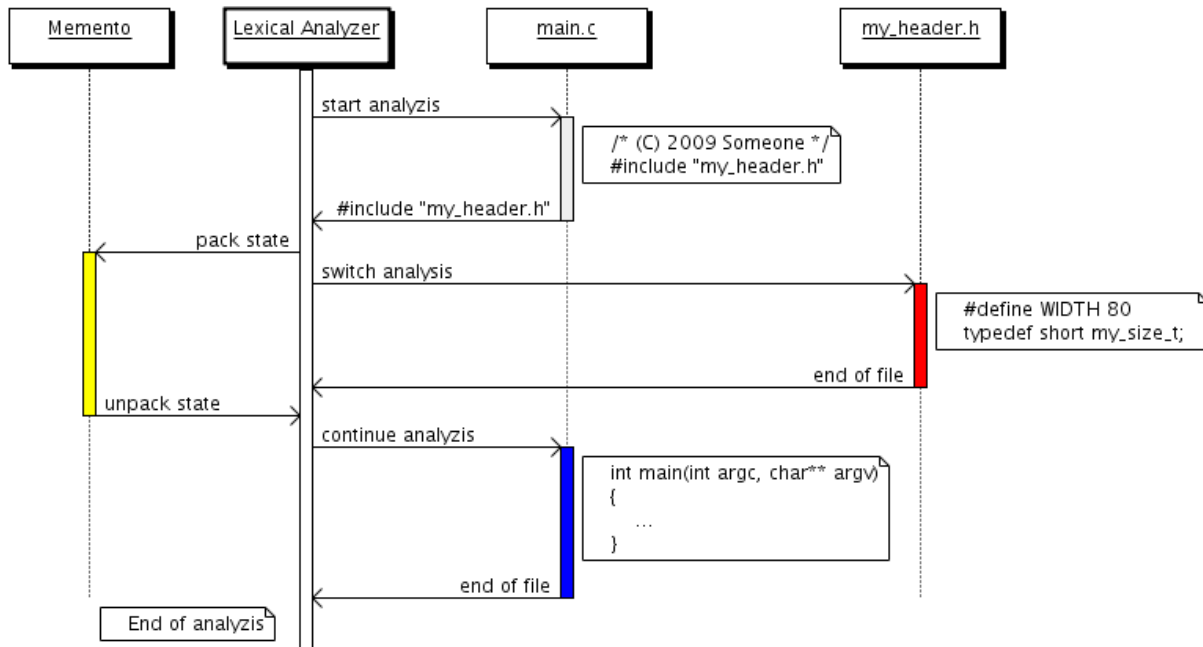 Memento
Lexical Analyzer
main.c
my_header.h
start analyzis
/* (C) 2009 Someone */
#include "my_header.h"
#include "my_header.h"
pack state
switch analysis
#define WIDTH 80
typedef short my_size_t;
end of file
unpack state
continue analyzis
int main(int argc, char** argv)
{
...
}
end of file
End of analyzis